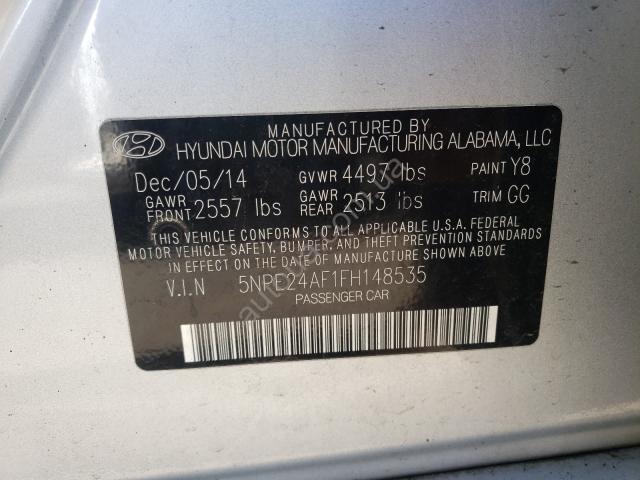 MANUFACTURED BY
HYUNDAI MOTOR MANUFACTURING ALABAMA, LLC
Dec/05/14 GVWR 4497 lbs PAINT Y8
GAWR FRONT 2557 lbs GAWR REAR 2513 lbs TRIM GG
THIS VEHICLE CONFORMS TO ALL APPLICABLE U.S.A. FEDERAL
MOTOR VEHICLE SAFETY, BUMPER, AND THEFT PREVENTION STANDARDS
IN EFFECT ON THE DATE OF MANUFACTURE SHOWN ABOVE
V.I.N 5NPE24AF1FH148535
PASSENGER CAR